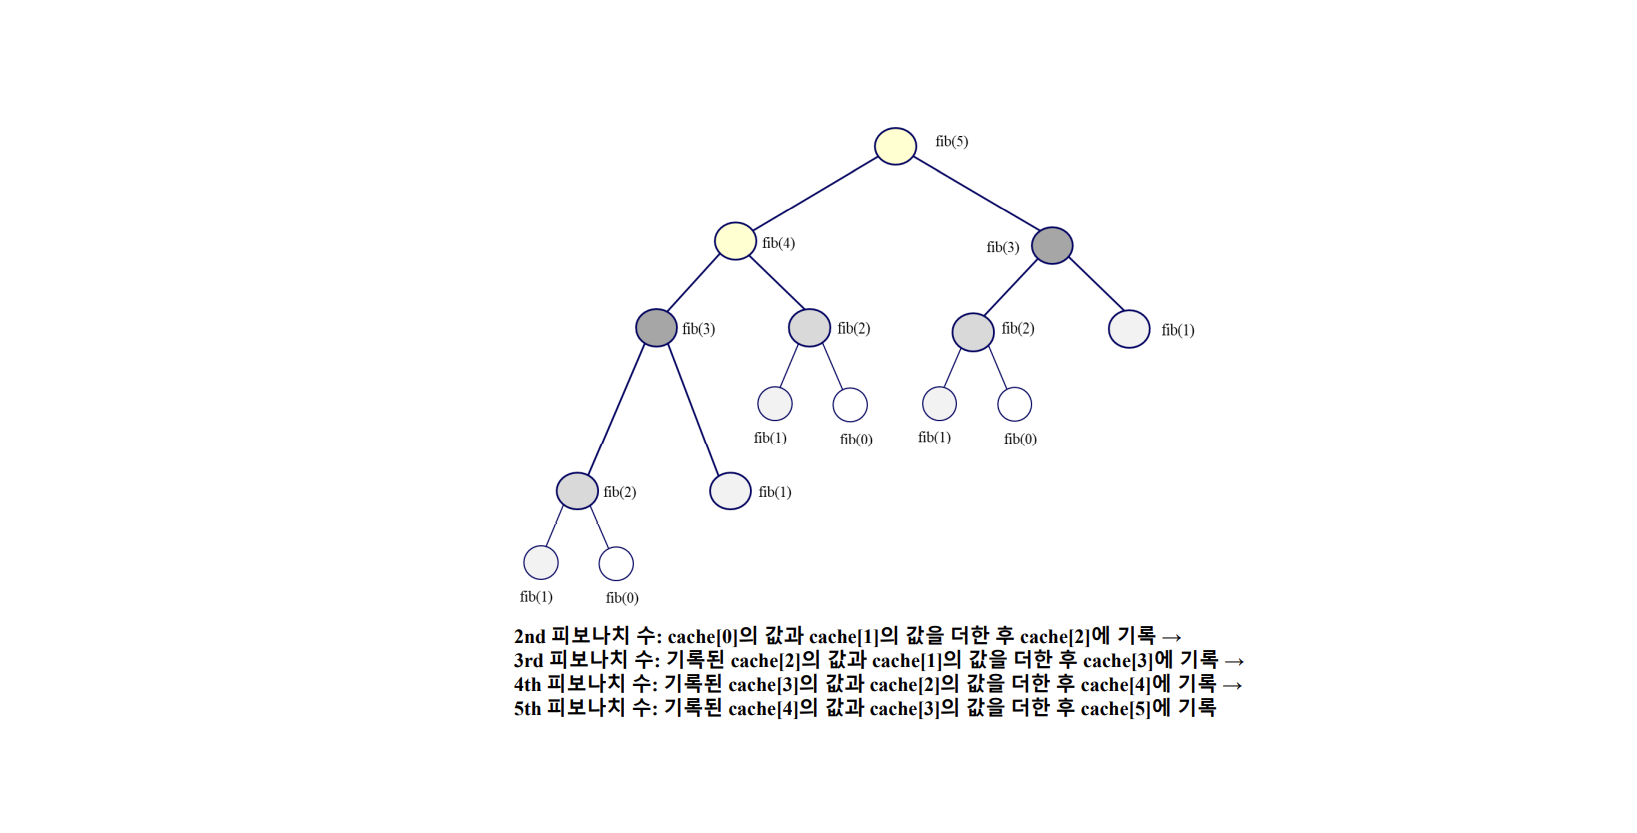 fib(5)
fib(4)
fib(3)
fib(3)
fib(2)
fib(2)
fib(1)
fib(1)
fib(0)
fib(1)
fib(0)
fib(2)
fib(1)
fib(1)
fib(0)
2nd 피보나치 수: cache[0]의 값과 cache[1]의 값을 더한 후 cache[2]에 기록 →
3rd 피보나치 수: 기록된 cache[2]의 값과 cache[1]의 값을 더한 후 cache[3]에 기록 →
4th 피보나치 수: 기록된 cache[3]의 값과 cache[2]의 값을 더한 후 cache[4]에 기록 →
5th 피보나치 수: 기록된 cache[4]의 값과 cache[3]의 값을 더한 후 cache[5]에 기록